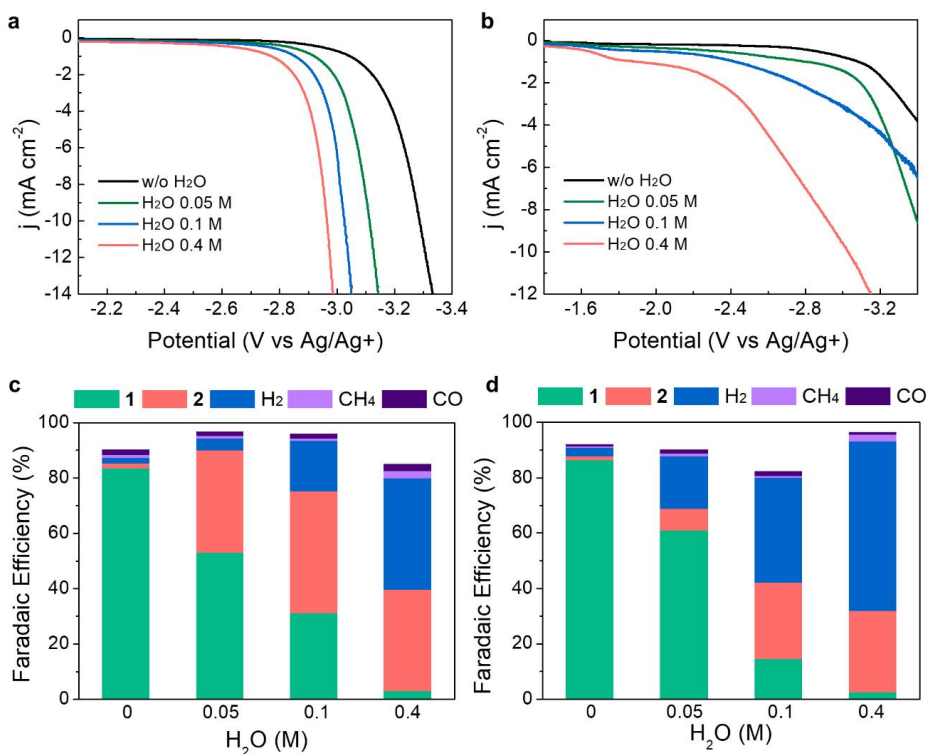 a
0
-2
-4
-6
-8
-10
-12
-14
j (mA cm⁻²)
w/o H₂O
H₂O 0.05 M
H₂O 0.1 M
H₂O 0.4 M
-2.2 -2.4 -2.6 -2.8 -3.0 -3.2 -3.4
Potential (V vs Ag/Ag+)
b
0
-2
-4
-6
-8
-10
-12
j (mA cm⁻²)
w/o H₂O
H₂O 0.05 M
H₂O 0.1 M
H₂O 0.4 M
-1.6 -2.0 -2.4 -2.8 -3.2
Potential (V vs Ag/Ag+)
c
1 2 H₂ CH₄ CO
100
80
60
40
20
0
Faradaic Efficiency (%)
0 0.05 0.1 0.4
H₂O (M)
d
1 2 H₂ CH₄ CO
100
80
60
40
20
0
Faradaic Efficiency (%)
0 0.05 0.1 0.4
H₂O (M)